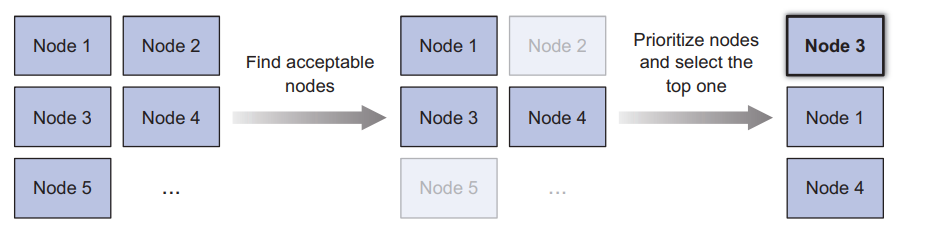 Node 1
Node 2
Node 3
Node 4
Node 5
...
Find acceptable
nodes
Node 1
Node 2
Node 3
Node 4
Node 5
...
Prioritize nodes
and select the
top one
Node 3
Node 1
Node 4